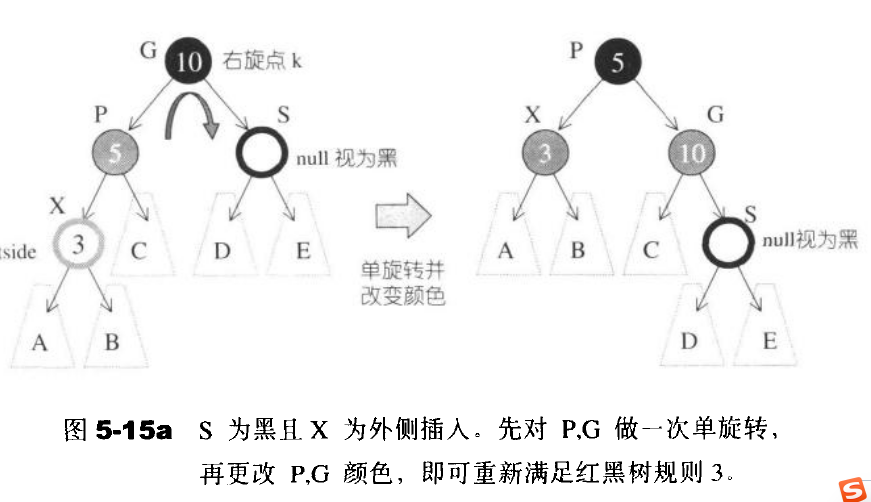 G 10 右旋点 k
P 5
P 5
S
null 视为黑
X 3
G 10
X
3
C D E
A B C
S
null视为黑
单旋转并
改变颜色
A B
D E
图 5-15a S 为黑且 X 为外侧插入。先对 P,G 做一次单旋转，
再更改 P,G 颜色，即可重新满足红黑树规则 3。
S